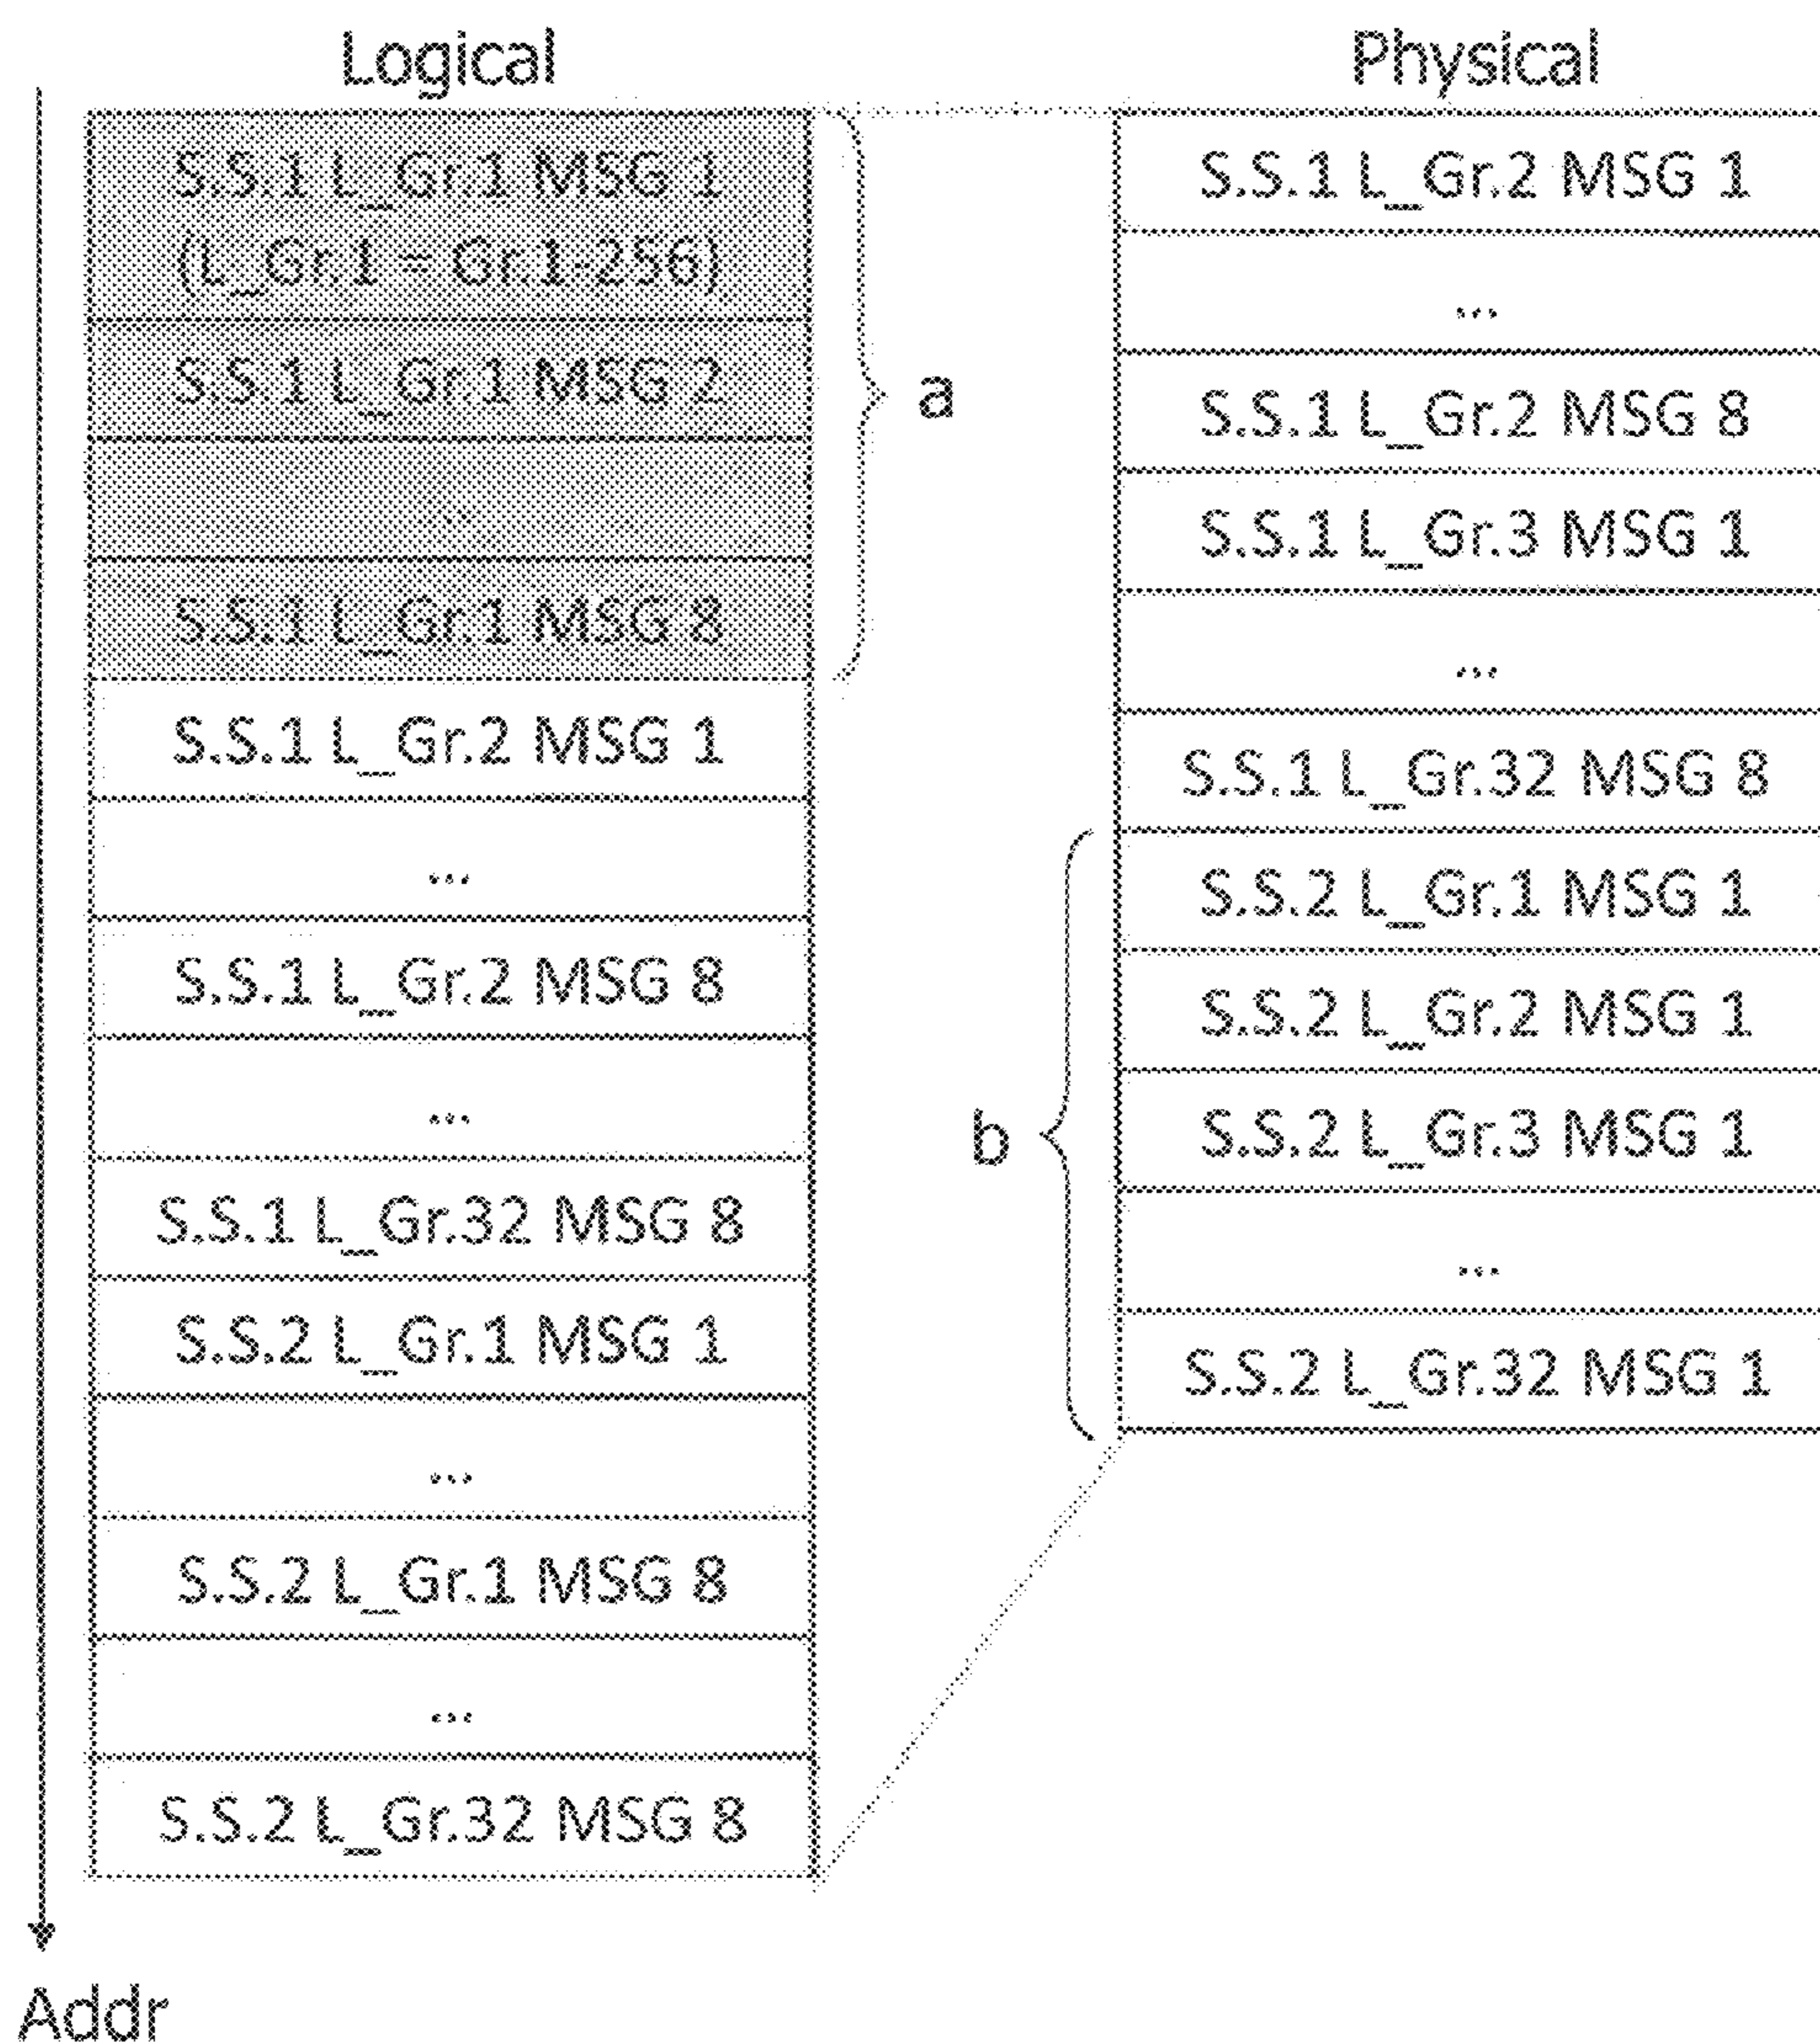 Logical
S.S.1 L_Gr.1 MSG 1
(L_Gr.1 = Gr.1-256)
S.S.1 L_Gr.1 MSG 2
...
S.S.1 L_Gr.1 MSG 8
S.S.1 L_Gr.2 MSG 1
...
S.S.1 L_Gr.2 MSG 8
...
S.S.1 L_Gr.32 MSG 8
S.S.2 L_Gr.1 MSG 1
...
S.S.2 L_Gr.1 MSG 8
...
S.S.2 L_Gr.32 MSG 8
Addr
a
Physical
S.S.1 L_Gr.2 MSG 1
...
S.S.1 L_Gr.2 MSG 8
S.S.1 L_Gr.3 MSG 1
...
S.S.1 L_Gr.32 MSG 8
S.S.2 L_Gr.1 MSG 1
S.S.2 L_Gr.2 MSG 1
S.S.2 L_Gr.3 MSG 1
...
S.S.2 L_Gr.32 MSG 1
b